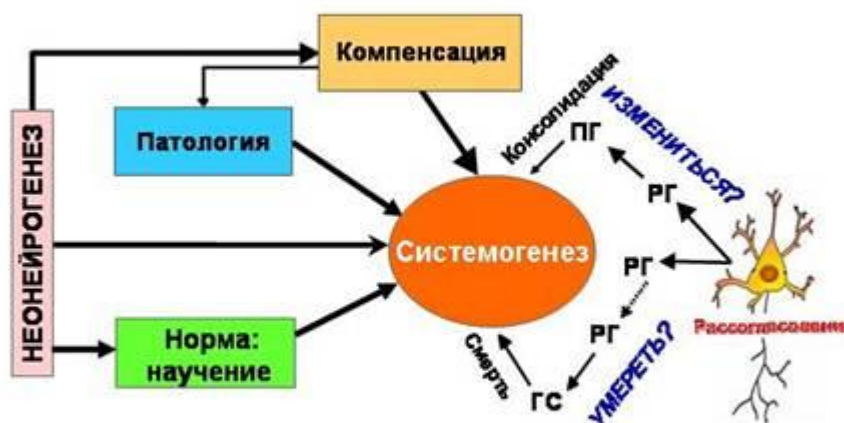 Компенсация
Патология
НЕОНЕЙРОГЕНЕЗ
Системогенез
Норма:
научение
Консолидация
ПГ
ИЗМЕНИТЬСЯ?
РГ
РГ
РГ
ГС
Смерть
УМЕРЕТЬ?
Рассогласование